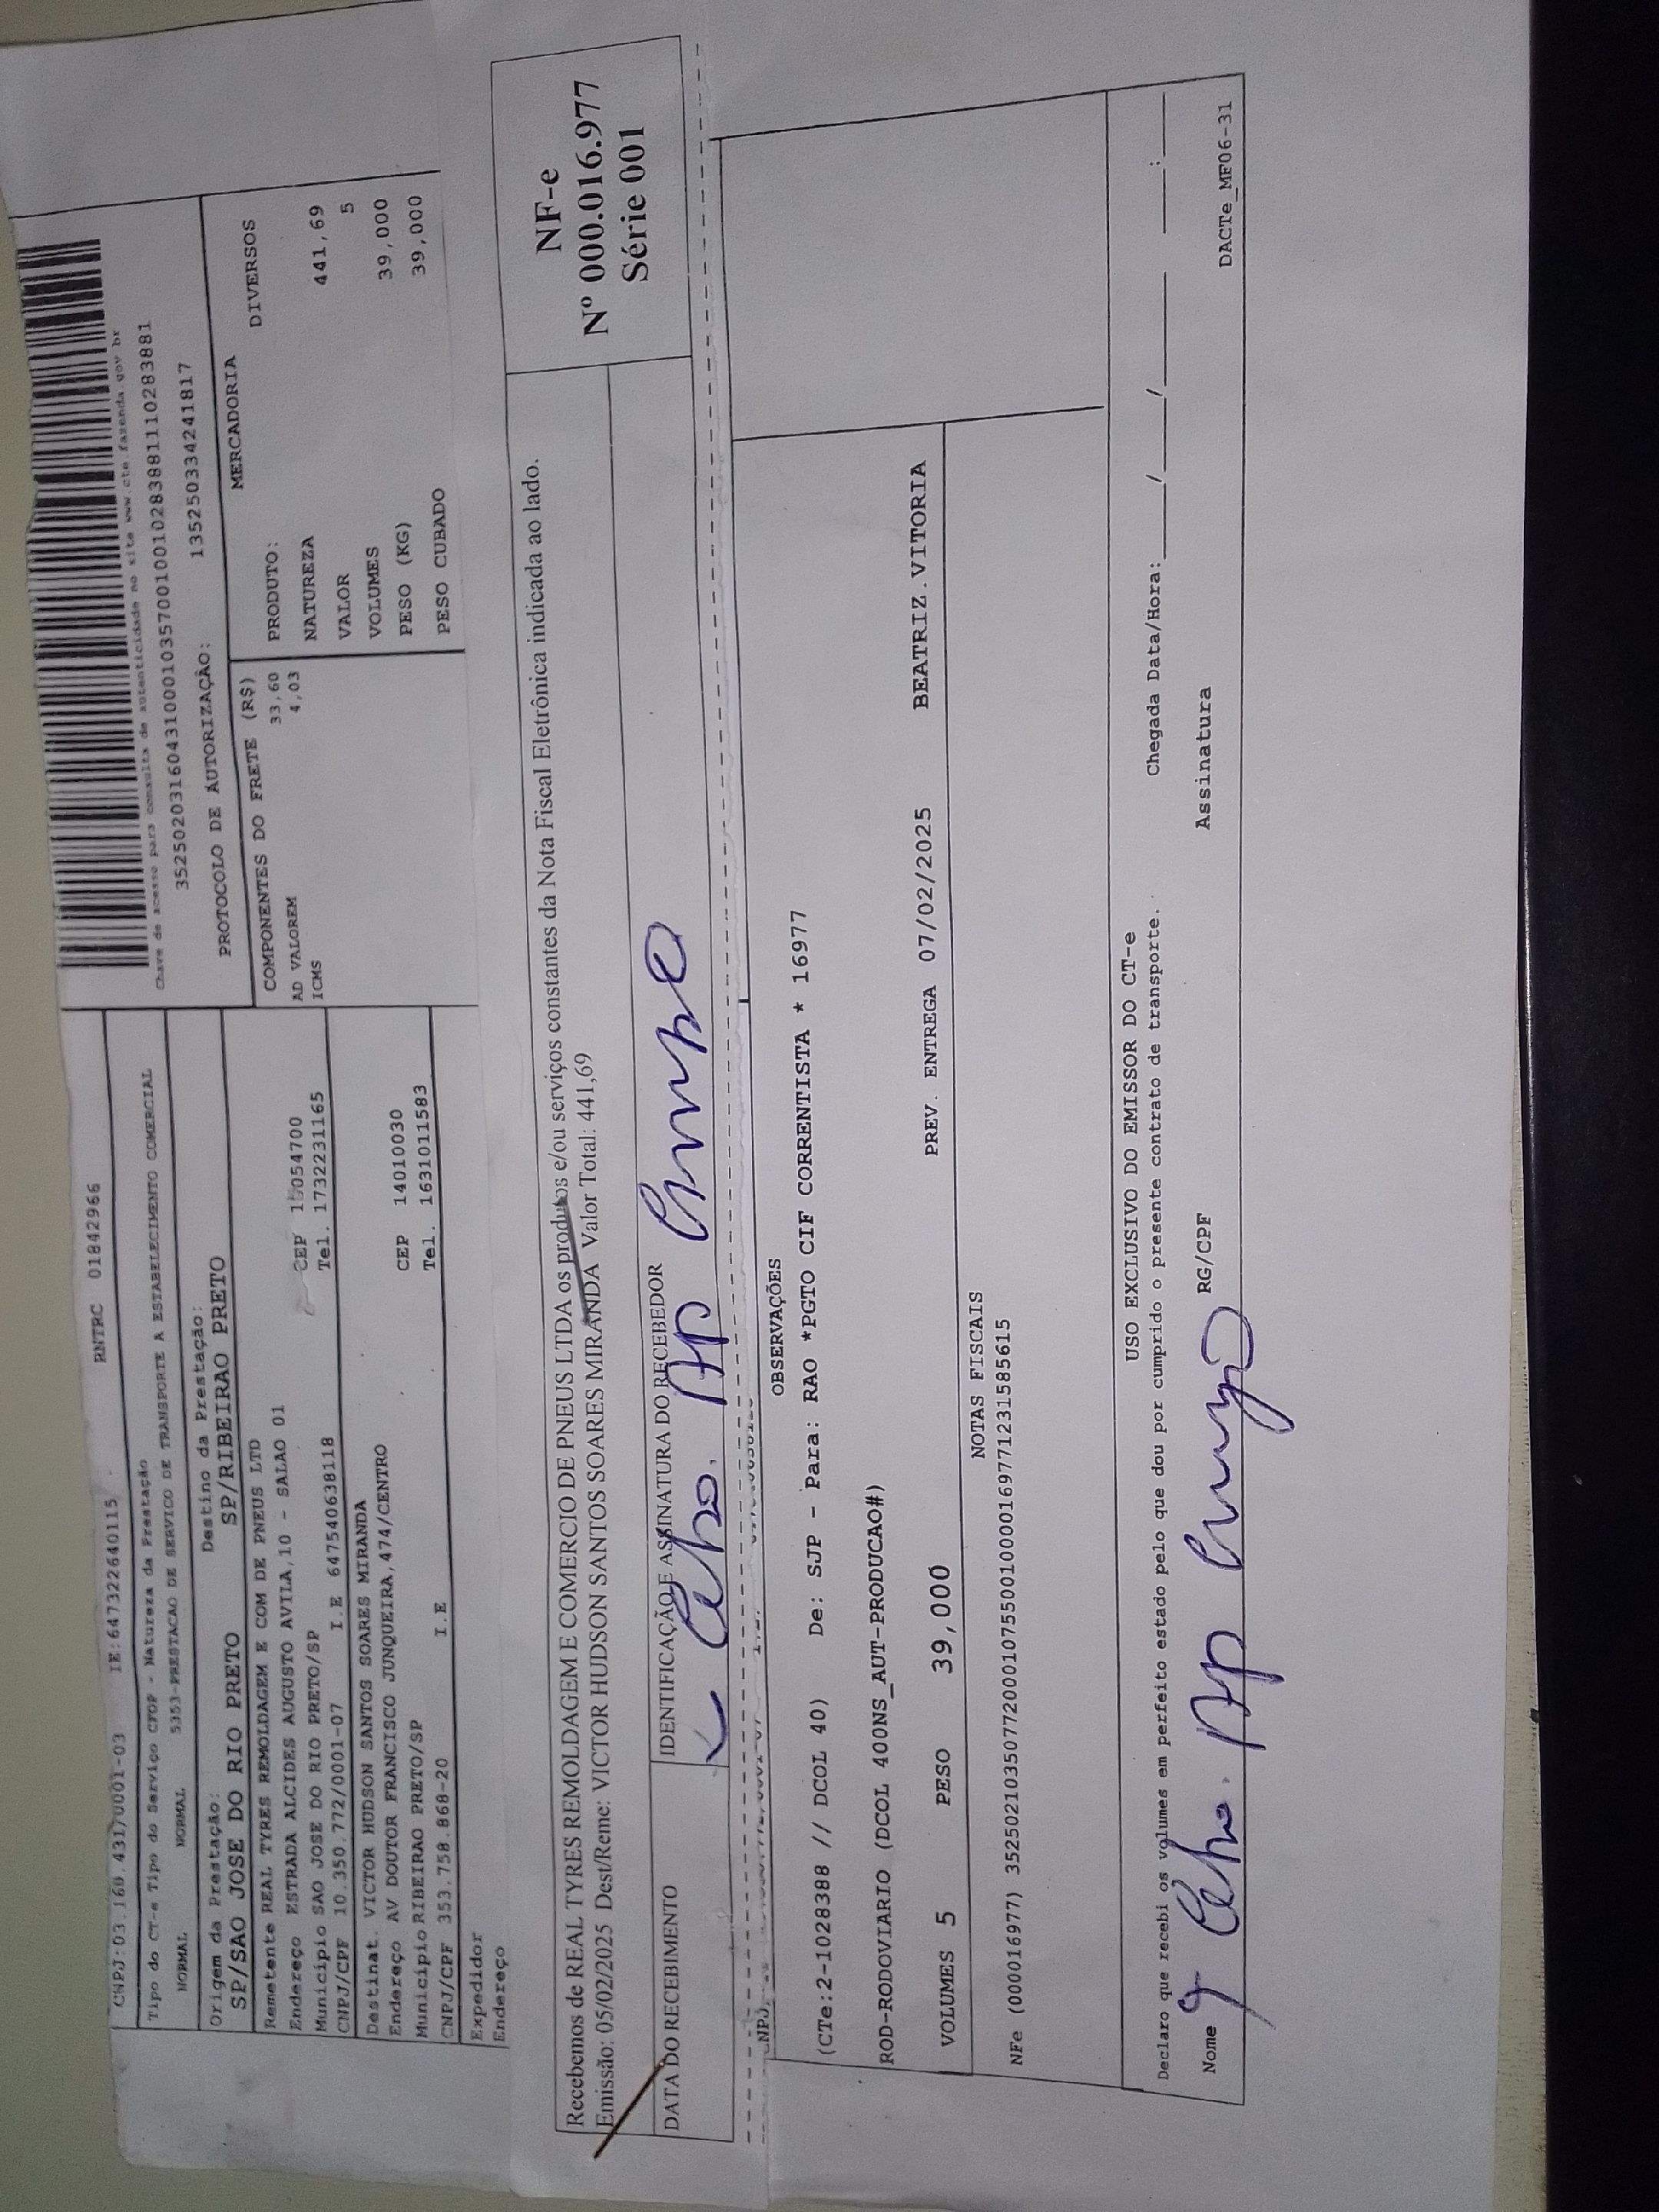 RNTRC 01842966
CNPJ:03.160.431/0001-03 IE:647322640115
Chave de acesso para consulta de autenticidade no site www.cte.fazenda.gov.br
35250203160431000103570010010283881110283881
Tipo do CT-e Tipo do Serviço CFOP - Natureza da Prestação
NORMAL NORMAL 5353-PRESTACAO DE SERVICO DE TRANSPORTE A ESTABELECIMENTO COMERCIAL
PROTOCOLO DE AUTORIZAÇÃO: 135250334241817
Origem da Prestação: Destino da Prestação:
SP/SAO JOSE DO RIO PRETO SP/RIBEIRAO PRETO
Remetente REAL TYRES REMOLDAGEM E COM DE PNEUS LTD
Endereço ESTRADA ALCIDES AUGUSTO AVILA,10 - SALAO 01
Município SAO JOSE DO RIO PRETO/SP CEP 15054700
CNPJ/CPF 10.350.772/0001-07 I.E 647540638118 Tel. 1732231165
Destinat. VICTOR HUDSON SANTOS SOARES MIRANDA
Endereço AV DOUTOR FRANCISCO JUNQUEIRA,474/CENTRO
Município RIBEIRAO PRETO/SP CEP 14010030
CNPJ/CPF 353.758.868-20 I.E Tel. 1631011583
Expedidor
Endereço
COMPONENTES DO FRETE (R$)
AD VALOREM 33,60
ICMS 4,03
MERCADORIA
PRODUTO: DIVERSOS
NATUREZA
VALOR 441,69
VOLUMES 5
PESO (KG) 39,000
PESO CUBADO 39,000
Recebemos de REAL TYRES REMOLDAGEM E COMERCIO DE PNEUS LTDA os produtos e/ou serviços constantes da Nota Fiscal Eletrônica indicada ao lado.
Emissão: 05/02/2025 Dest/Reme: VICTOR HUDSON SANTOS SOARES MIRANDA Valor Total: 441,69
DATA DO RECEBIMENTO IDENTIFICAÇÃO E ASSINATURA DO RECEBEDOR
NF-e
Nº 000.016.977
Série 001
Ap
CNPJ
OBSERVAÇÕES
(CTe:2-1028388 // DCOL 40) De: SJP - Para: RAO *PGTO CIF CORRENTISTA * 16977
ROD-RODOVIARIO (DCOL 400NS_AUT-PRODUCAO#)
VOLUMES 5 PESO 39,000 PREV. ENTREGA 07/02/2025 BEATRIZ.VITORIA
NOTAS FISCAIS
NFe (000016977) 35250210350772000107550010000169771231585615
USO EXCLUSIVO DO EMISSOR DO CT-e
Declaro que recebi os volumes em perfeito estado pelo que dou por cumprido o presente contrato de transporte. Chegada Data/Hora:____/____/____ ___:___
Nome Ap RG/CPF Assinatura
DACTe_MF06-31